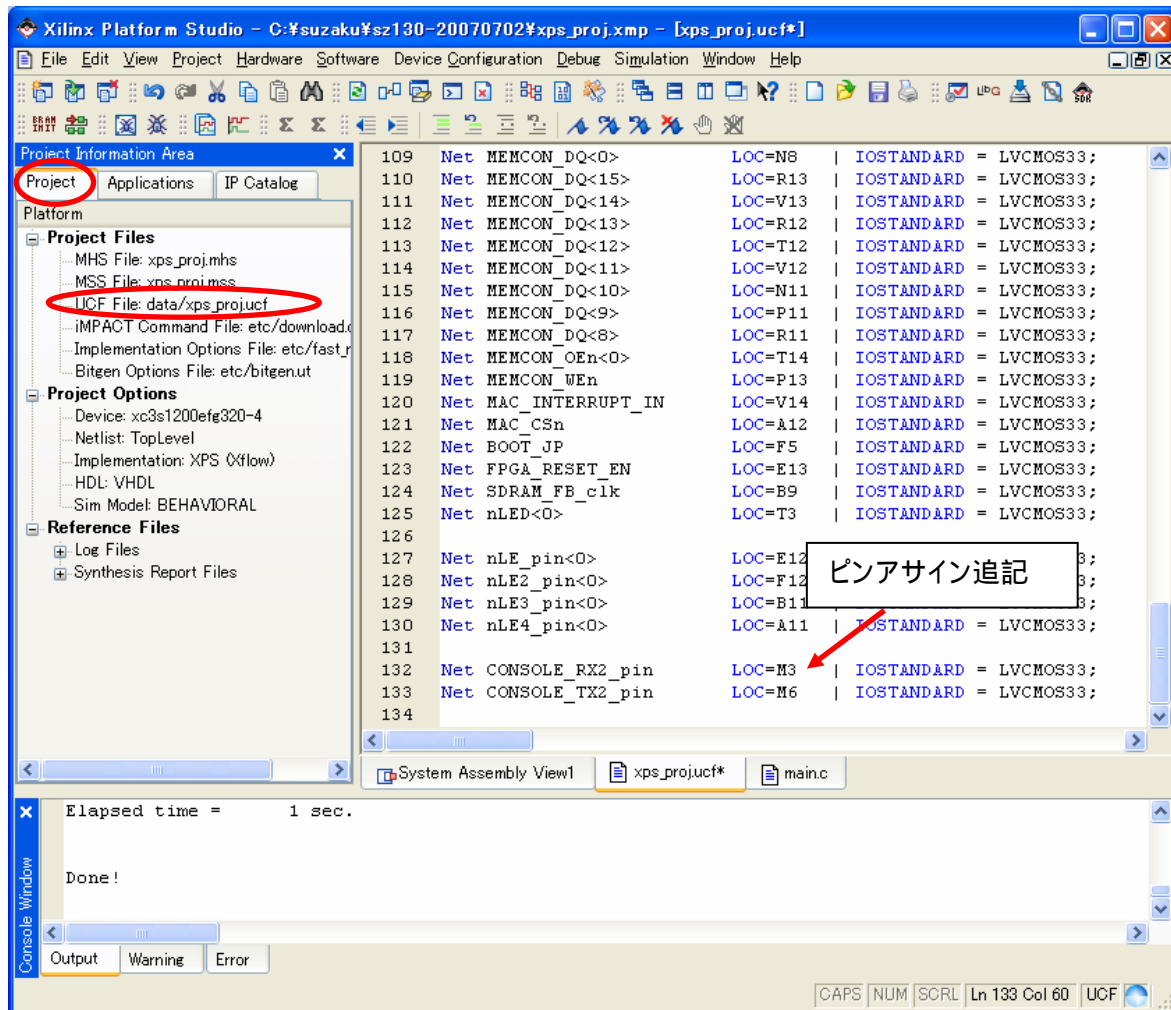 Xilinx Platform Studio - C:¥suzaku¥sz130-20070702¥xps_proj.xmp - [xps_proj.ucf*]
File Edit View Project Hardware Software Device Configuration Debug Simulation Window Help
Project Information Area
Project Applications IP Catalog
Platform
Project Files
MHS File: xps_proj.mhs
MSS File: xps_proj.mss
UCF File: data/xps_proj.ucf
iMPACT Command File: etc/download.c
Implementation Options File: etc/fast_r
Bitgen Options File: etc/bitgen.ut
Project Options
Device: xc3s1200efg320-4
Netlist: TopLevel
Implementation: XPS (Xflow)
HDL: VHDL
Sim Model: BEHAVIORAL
Reference Files
Log Files
Synthesis Report Files
109 Net MEMCON_DQ<0> LOC=N8 | IOSTANDARD = LVCMOS33;
110 Net MEMCON_DQ<15> LOC=R13 | IOSTANDARD = LVCMOS33;
111 Net MEMCON_DQ<14> LOC=V13 | IOSTANDARD = LVCMOS33;
112 Net MEMCON_DQ<13> LOC=R12 | IOSTANDARD = LVCMOS33;
113 Net MEMCON_DQ<12> LOC=T12 | IOSTANDARD = LVCMOS33;
114 Net MEMCON_DQ<11> LOC=V12 | IOSTANDARD = LVCMOS33;
115 Net MEMCON_DQ<10> LOC=N11 | IOSTANDARD = LVCMOS33;
116 Net MEMCON_DQ<9> LOC=P11 | IOSTANDARD = LVCMOS33;
117 Net MEMCON_DQ<8> LOC=R11 | IOSTANDARD = LVCMOS33;
118 Net MEMCON_OEn<0> LOC=T14 | IOSTANDARD = LVCMOS33;
119 Net MEMCON_WEn LOC=P13 | IOSTANDARD = LVCMOS33;
120 Net MAC_INTERRUPT_IN LOC=V14 | IOSTANDARD = LVCMOS33;
121 Net MAC_CSn LOC=A12 | IOSTANDARD = LVCMOS33;
122 Net BOOT_JP LOC=F5 | IOSTANDARD = LVCMOS33;
123 Net FPGA_RESET_EN LOC=E13 | IOSTANDARD = LVCMOS33;
124 Net SDRAM_FB_clk LOC=B9 | IOSTANDARD = LVCMOS33;
125 Net nLED<0> LOC=T3 | IOSTANDARD = LVCMOS33;
126
127 Net nLE_pin<0> LOC=E12 3;
128 Net nLE2_pin<0> LOC=F12 3;
129 Net nLE3_pin<0> LOC=B11 3;
130 Net nLE4_pin<0> LOC=A11 | IOSTANDARD = LVCMOS33;
131
132 Net CONSOLE_RX2_pin LOC=M3 | IOSTANDARD = LVCMOS33;
133 Net CONSOLE_TX2_pin LOC=M6 | IOSTANDARD = LVCMOS33;
134
ピンアサイン追記
System Assembly View1 xps_proj.ucf* main.c
Elapsed time = 1 sec.
Done!
Console Window
Output Warning Error
CAPS NUM SCRL Ln 133 Col 60 UCF